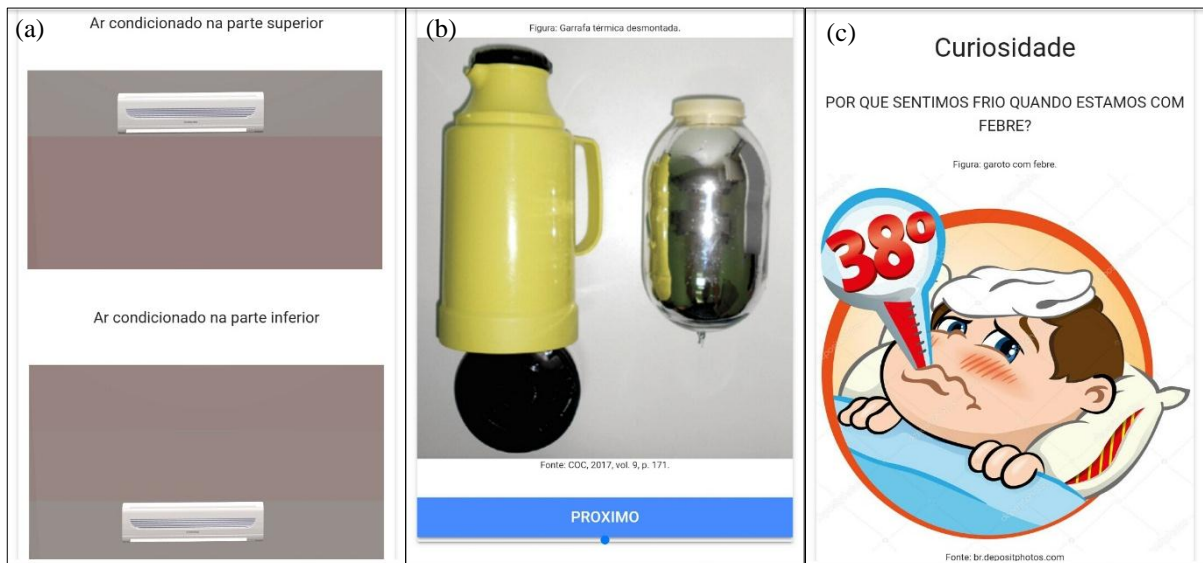 (a)
Ar condicionado na parte superior
Ar condicionado na parte inferior
(b)
Figura: Garrafa térmica desmontada.
Fonte: COC, 2017, vol. 9, p. 171.
PROXIMO
(c)
Curiosidade
POR QUE SENTIMOS FRIO QUANDO ESTAMOS COM
FEBRE?
Figura: garoto com febre.
38º
Fonte: br.depositphotos.com